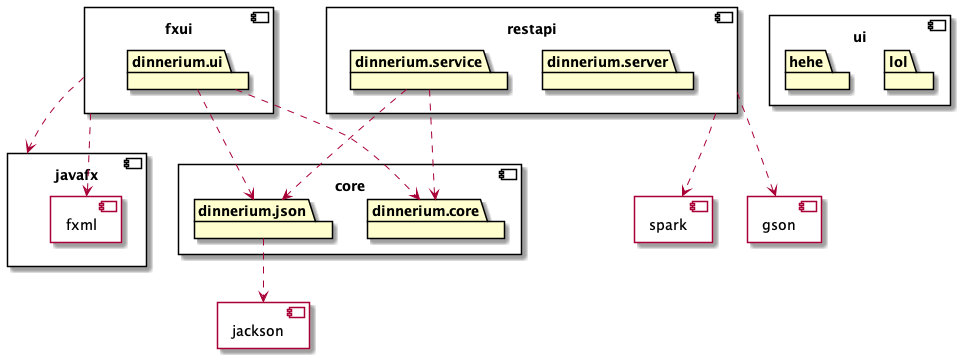 fxui
dinnerium.ui
restapi
dinnerium.service
dinnerium.server
ui
hehe
lol
javafx
fxml
core
dinnerium.json
dinnerium.core
spark
gson
jackson